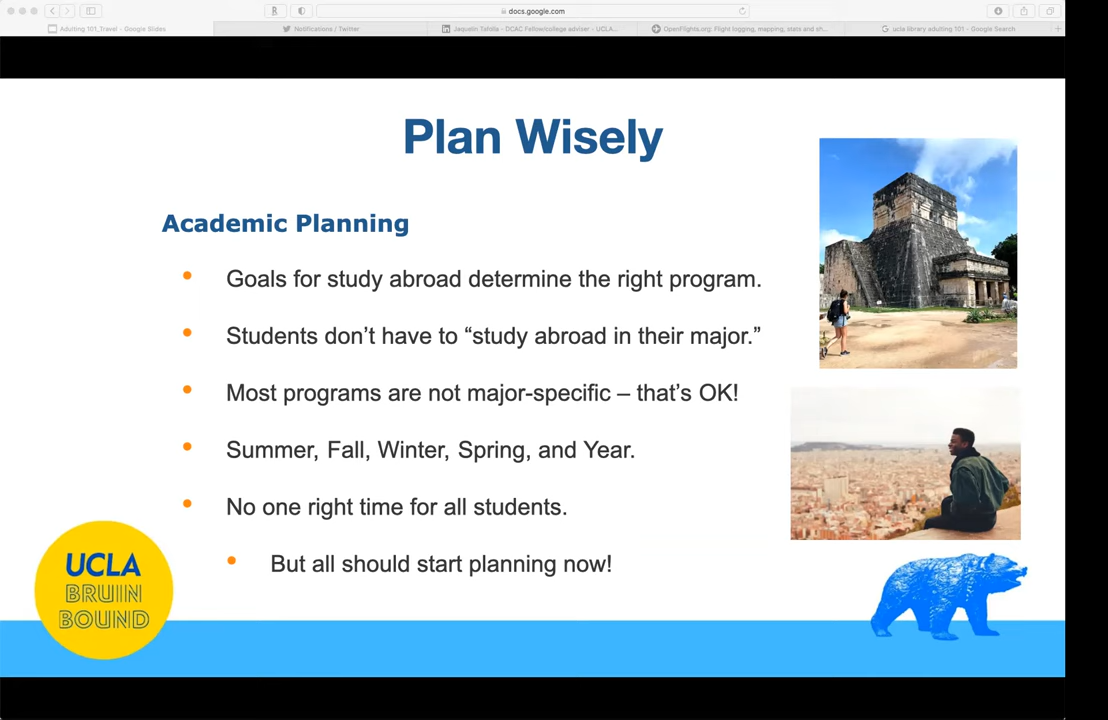 docs.google.com
Adulting 101_Travel - Google Slides
Notifications / Twitter
Jaquelin Tafolla - DCAC Fellow/college adviser - UCLA...
OpenFlights.org: Flight logging, mapping, stats and sh...
ucla library adulting 101 - Google Search
Plan Wisely
Academic Planning
• Goals for study abroad determine the right program.
• Students don’t have to “study abroad in their major.”
• Most programs are not major-specific – that’s OK!
• Summer, Fall, Winter, Spring, and Year.
• No one right time for all students.
• But all should start planning now!
UCLA
BRUIN
BOUND